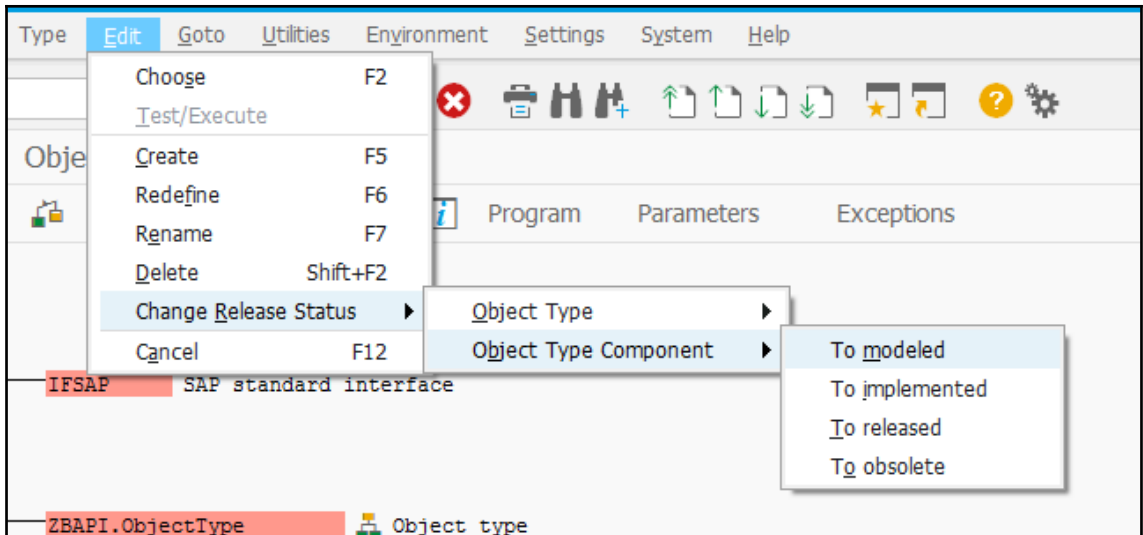 Type Edit Goto Utilities Environment Settings System Help
Choose F2
Test/Execute
Obje
Create F5
Redefine F6
i Program Parameters Exceptions
Rename F7
Delete Shift+F2
Change Release Status Object Type
Cancel F12 Object Type Component To modeled
IFSAP SAP standard interface To implemented
To released
To obsolete
ZBAPI.ObjectType Object type